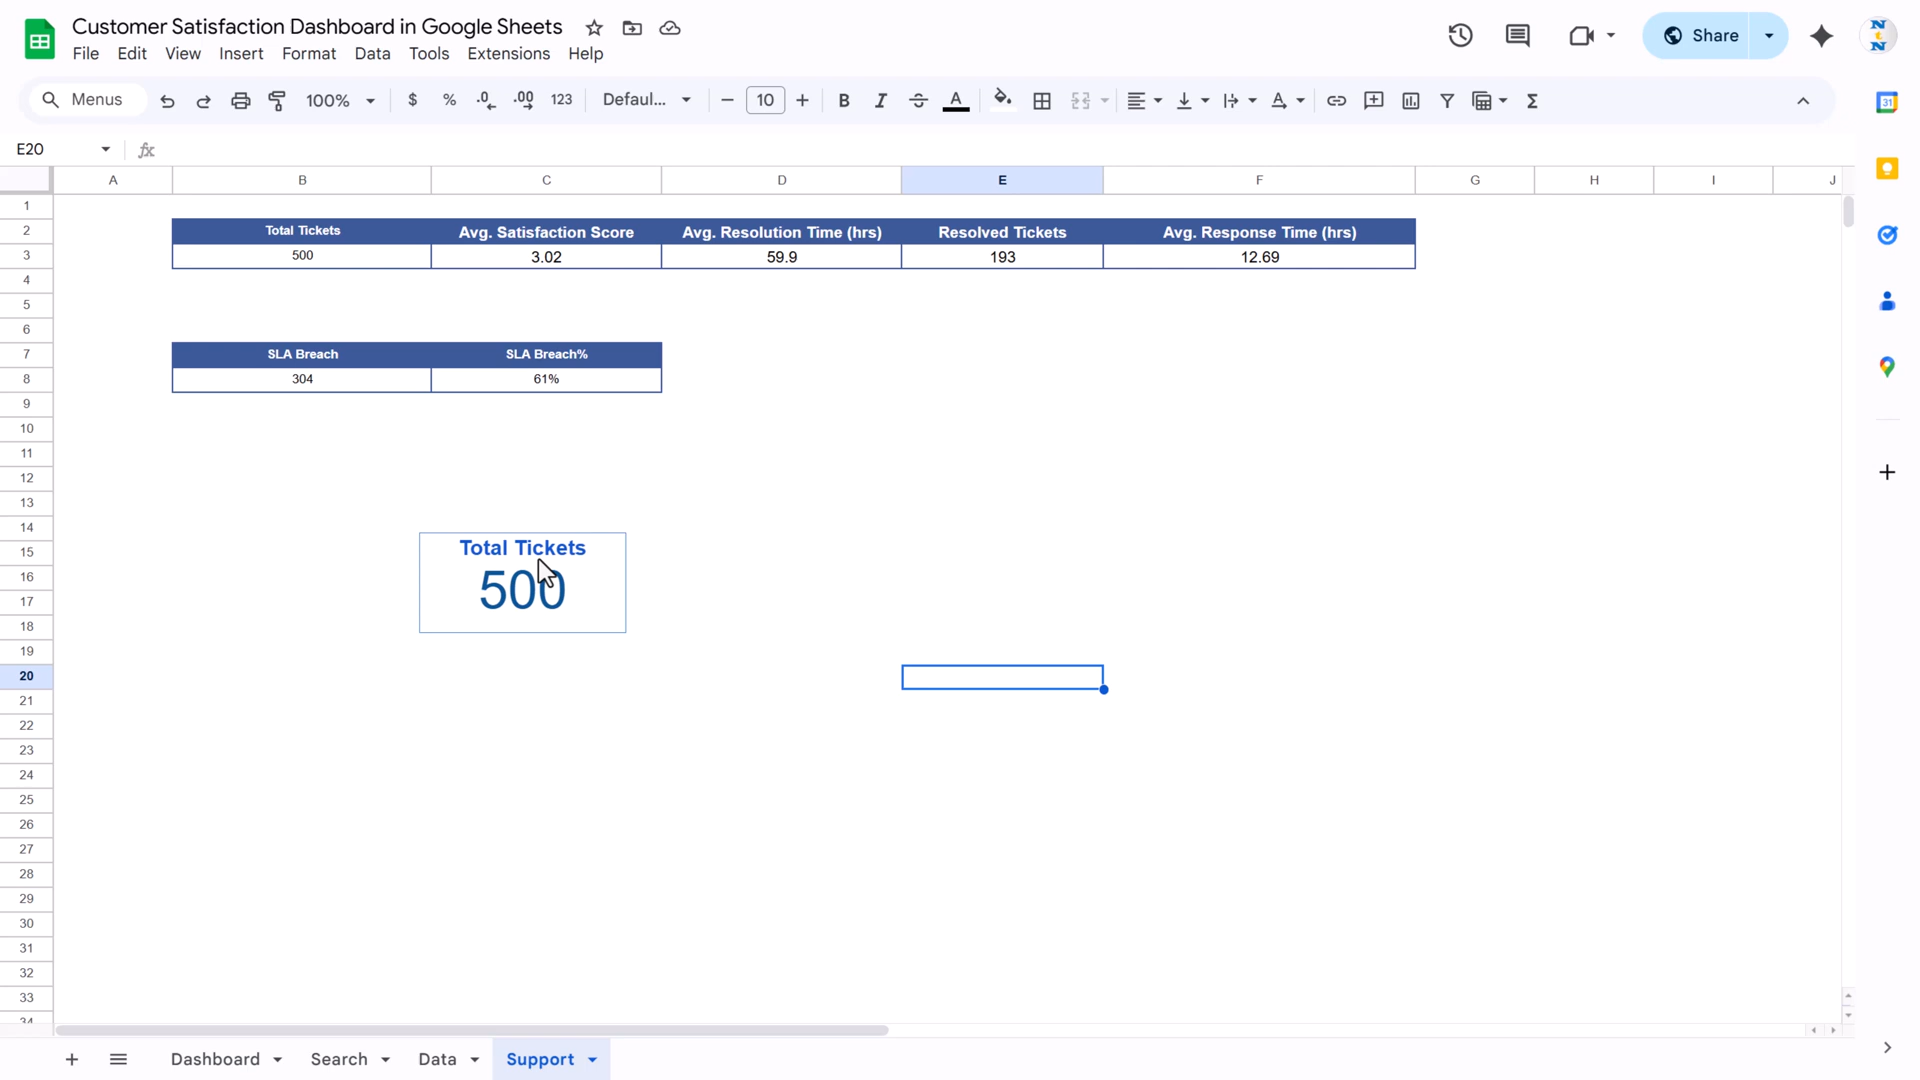 Customer Satisfaction Dashboard in Google Sheets
File Edit View Insert Format Data Tools Extensions Help
Share
Menus 100% $ % .0 .00 123 Defaul... 10 B I A
E20 fx
A B C D E F G H I J
1
2 Total Tickets Avg. Satisfaction Score Avg. Resolution Time (hrs) Resolved Tickets Avg. Response Time (hrs)
3 500 3.02 59.9 193 12.69
4
5
6
7 SLA Breach SLA Breach%
8 304 61%
9
10
11
12
13
14
15 Total Tickets
16 500
17
18
19
20
21
22
23
24
25
26
27
28
29
30
31
32
33
34
Dashboard Search Data Support